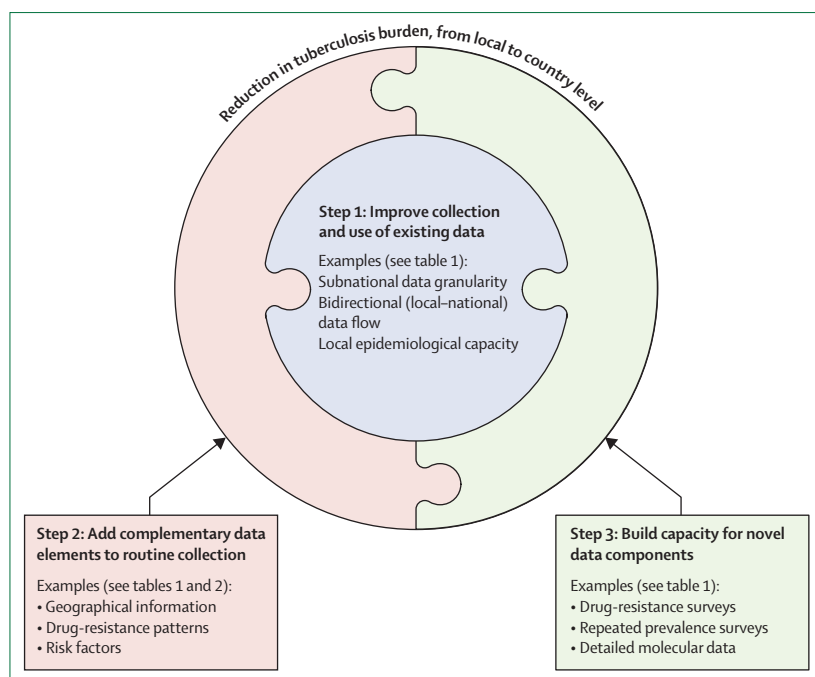 Reduction in tuberculosis burden, from local to country level
Step 1: Improve collection
and use of existing data
Examples (see table 1):
Subnational data granularity
Bidirectional (local–national)
data flow
Local epidemiological capacity
Step 2: Add complementary data
elements to routine collection
Examples (see tables 1 and 2):
• Geographical information
• Drug-resistance patterns
• Risk factors
Step 3: Build capacity for novel
data components
Examples (see table 1):
• Drug-resistance surveys
• Repeated prevalence surveys
• Detailed molecular data